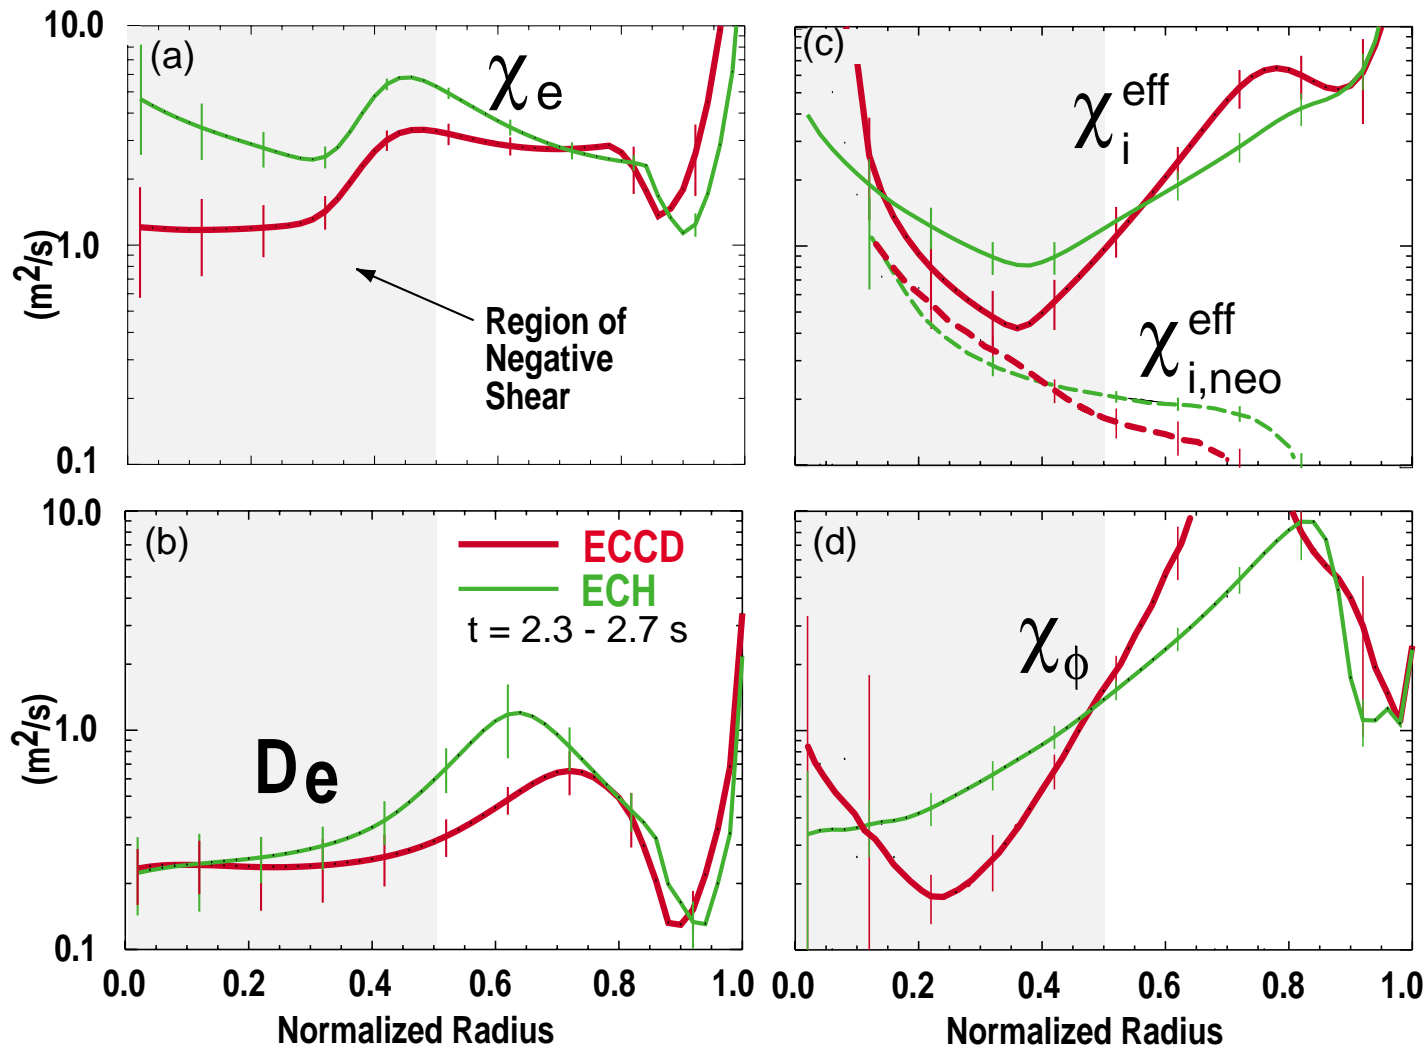 10.0
(a)
χe
1.0
(m²/s)
Region of
Negative
Shear
0.1
(c)
χi^eff
χi,neo^eff
10.0
(b)
ECCD
ECH
t = 2.3 - 2.7 s
1.0
(m²/s)
De
0.1
0.0 0.2 0.4 0.6 0.8 1.0
Normalized Radius
(d)
χϕ
0.0 0.2 0.4 0.6 0.8 1.0
Normalized Radius